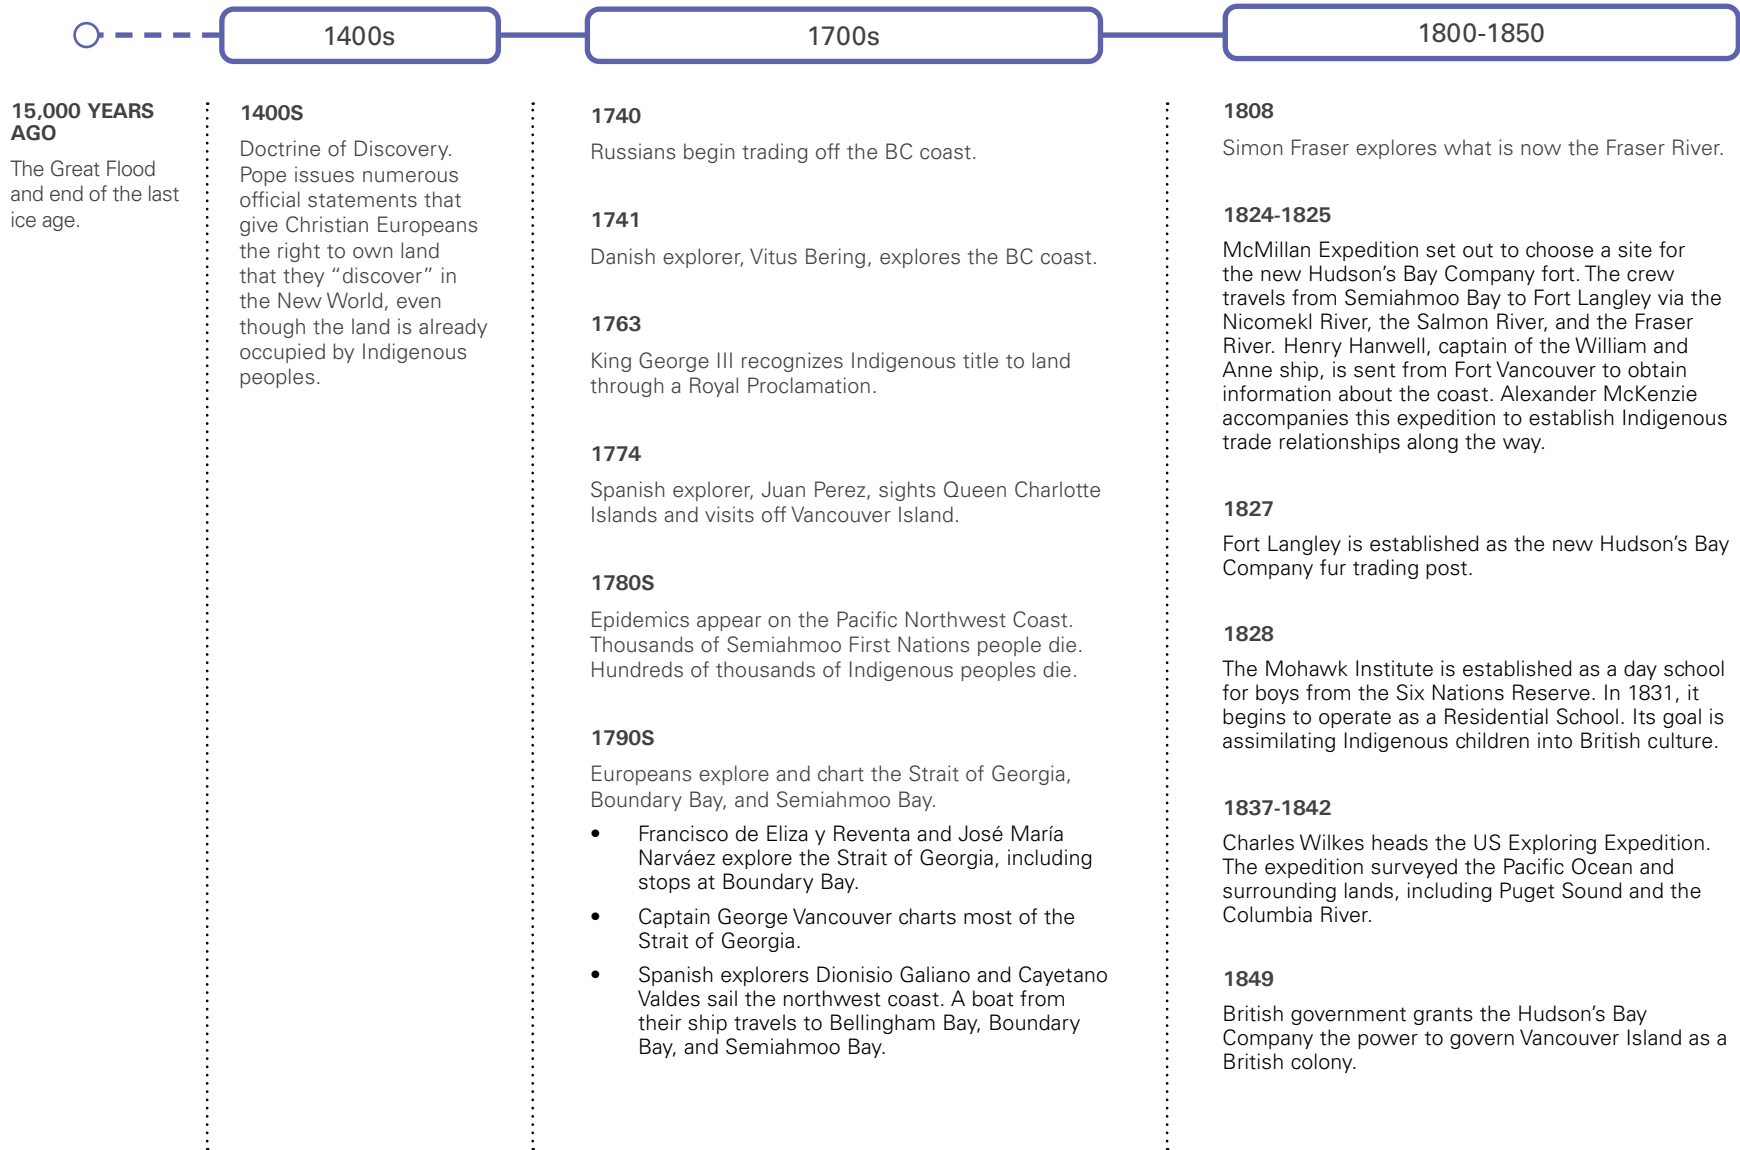 1400s
1700s
1800-1850
15,000 YEARS
AGO
The Great Flood
and end of the last
ice age.
1400S
Doctrine of Discovery.
Pope issues numerous
official statements that
give Christian Europeans
the right to own land
that they “discover” in
the New World, even
though the land is already
occupied by Indigenous
peoples.
1740
Russians begin trading off the BC coast.
1741
Danish explorer, Vitus Bering, explores the BC coast.
1763
King George III recognizes Indigenous title to land
through a Royal Proclamation.
1774
Spanish explorer, Juan Perez, sights Queen Charlotte
Islands and visits off Vancouver Island.
1780S
Epidemics appear on the Pacific Northwest Coast.
Thousands of Semiahmoo First Nations people die.
Hundreds of thousands of Indigenous peoples die.
1790S
Europeans explore and chart the Strait of Georgia,
Boundary Bay, and Semiahmoo Bay.
• Francisco de Eliza y Reventa and José María
Narváez explore the Strait of Georgia, including
stops at Boundary Bay.
• Captain George Vancouver charts most of the
Strait of Georgia.
• Spanish explorers Dionisio Galiano and Cayetano
Valdes sail the northwest coast. A boat from
their ship travels to Bellingham Bay, Boundary
Bay, and Semiahmoo Bay.
1808
Simon Fraser explores what is now the Fraser River.
1824-1825
McMillan Expedition set out to choose a site for
the new Hudson’s Bay Company fort. The crew
travels from Semiahmoo Bay to Fort Langley via the
Nicomekl River, the Salmon River, and the Fraser
River. Henry Hanwell, captain of the William and
Anne ship, is sent from Fort Vancouver to obtain
information about the coast. Alexander McKenzie
accompanies this expedition to establish Indigenous
trade relationships along the way.
1827
Fort Langley is established as the new Hudson’s Bay
Company fur trading post.
1828
The Mohawk Institute is established as a day school
for boys from the Six Nations Reserve. In 1831, it
begins to operate as a Residential School. Its goal is
assimilating Indigenous children into British culture.
1837-1842
Charles Wilkes heads the US Exploring Expedition.
The expedition surveyed the Pacific Ocean and
surrounding lands, including Puget Sound and the
Columbia River.
1849
British government grants the Hudson’s Bay
Company the power to govern Vancouver Island as a
British colony.